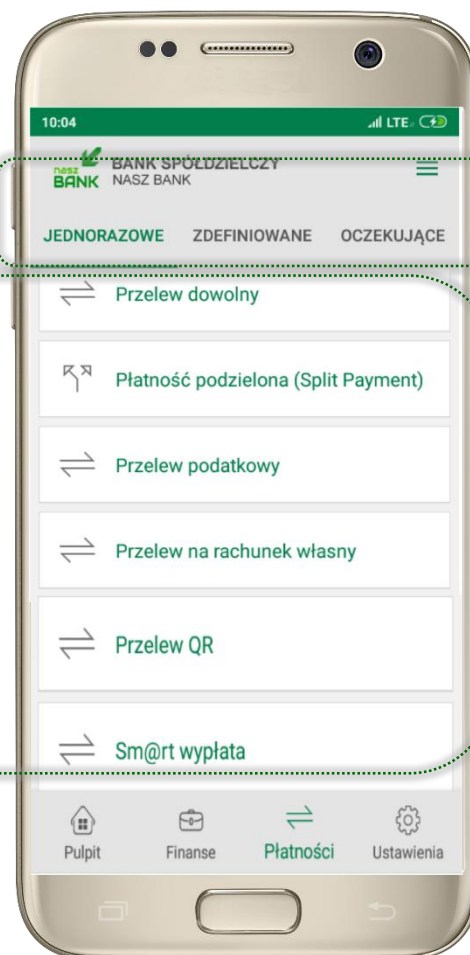 10:04 LTE
nasz BANK
BANK SPÓŁDZIELCZY
NASZ BANK
JEDNORAZOWE ZDEFINIOWANE OCZEKUJĄCE
Przelew dowolny
Płatność podzielona (Split Payment)
Przelew podatkowy
Przelew na rachunek własny
Przelew QR
Sm@rt wypłata
Pulpit Finanse Płatności Ustawienia